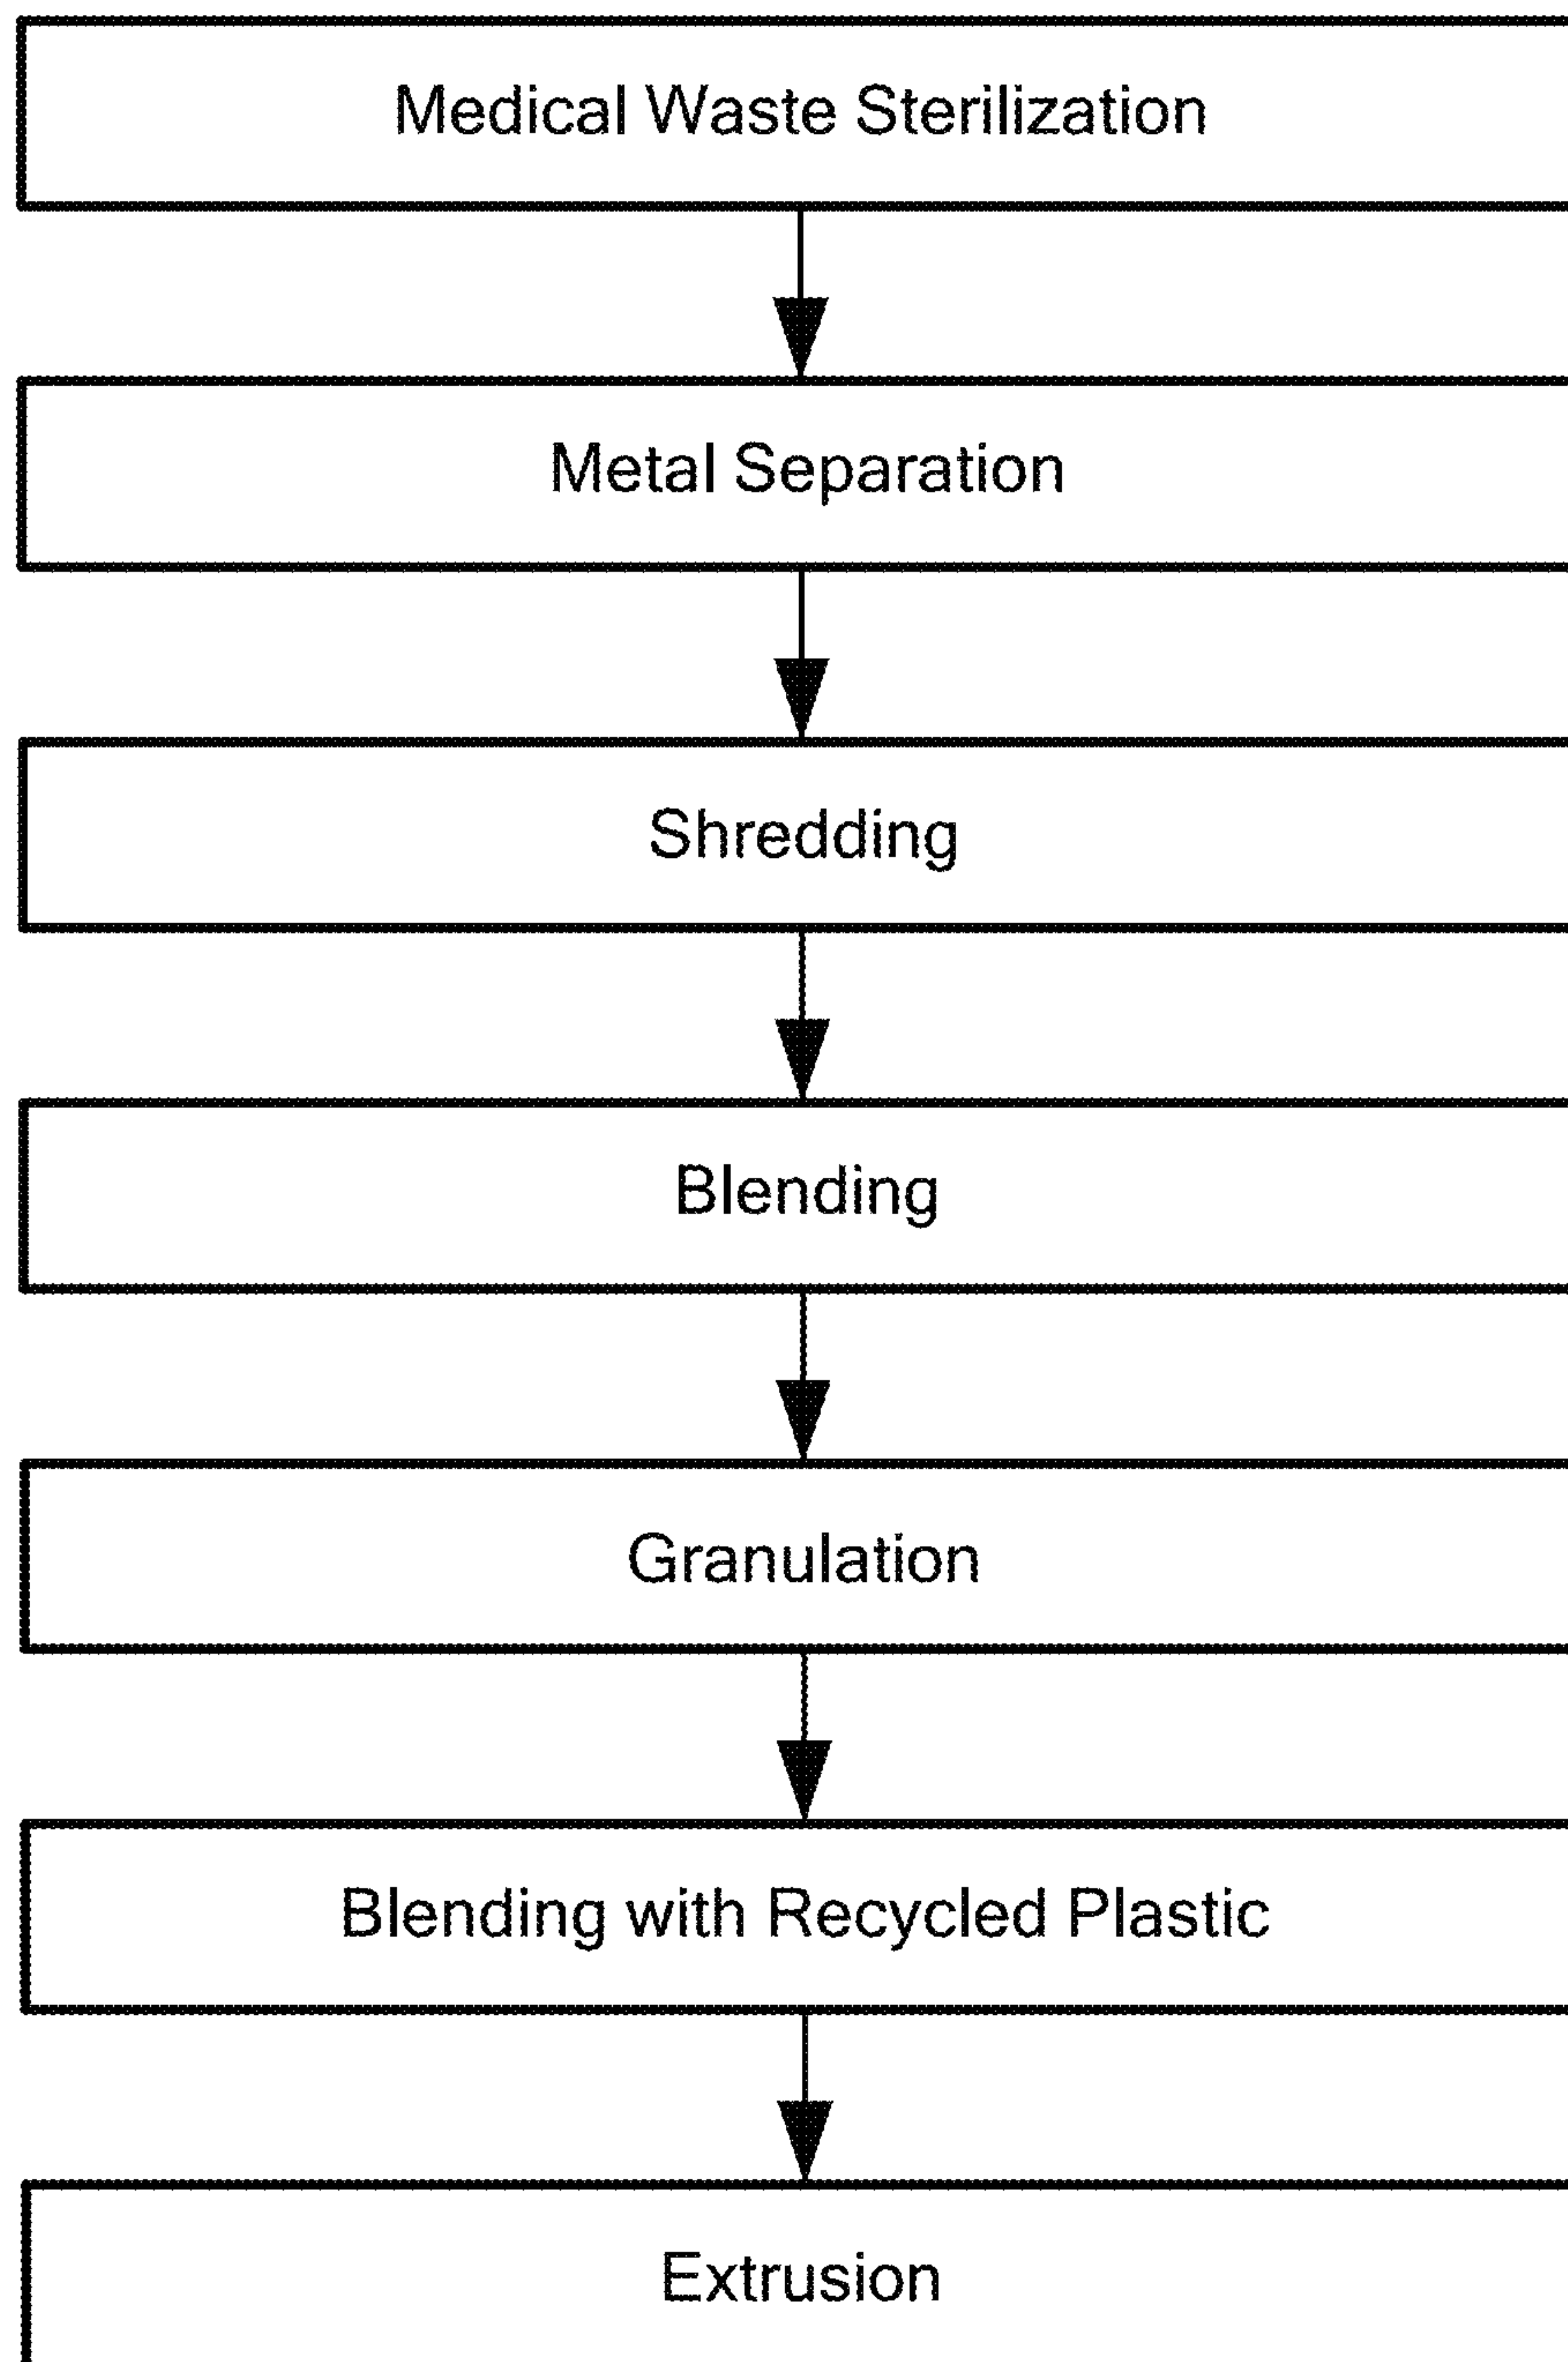 Medical Waste Sterilization
Metal Separation
Shredding
Blending
Granulation
Blending with Recycled Plastic
Extrusion